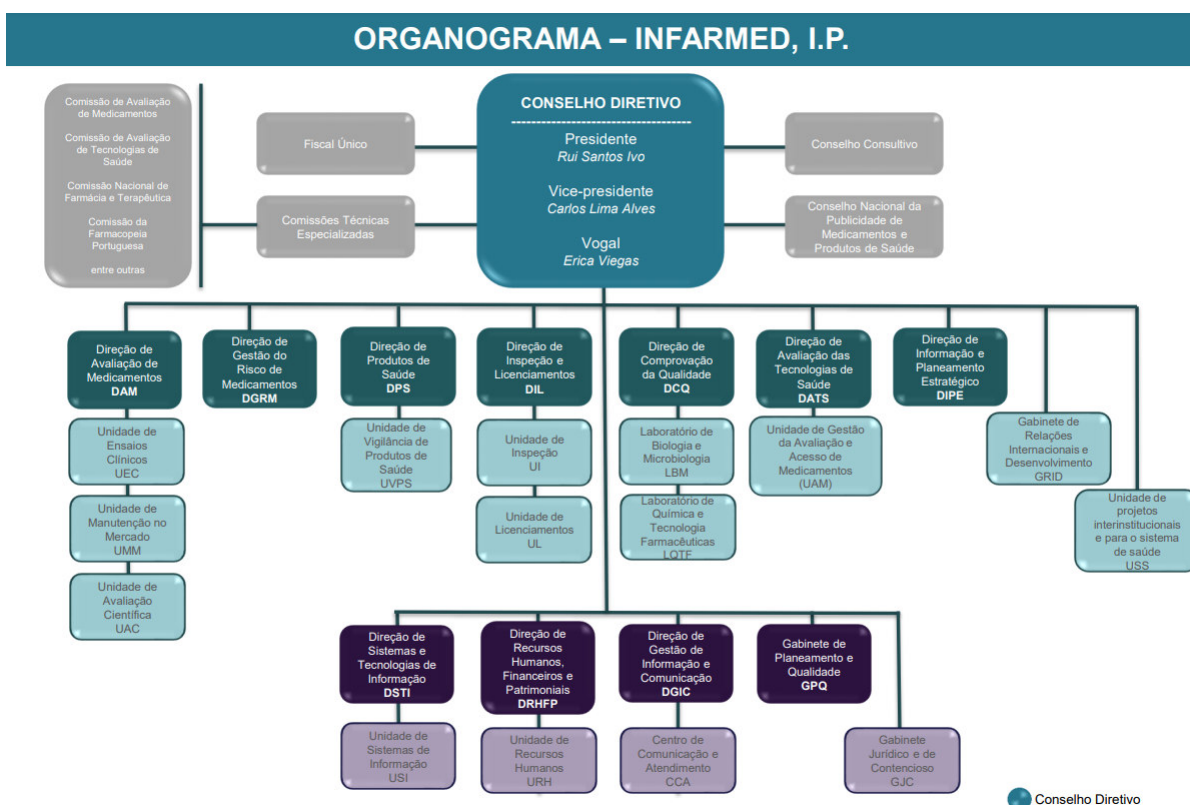 ORGANOGRAMA – INFARMED, I.P.
Comissão de Avaliação
de Medicamentos
Comissão de Avaliação
de Tecnologias de
Saúde
Comissão Nacional de
Farmácia e Terapêutica
Comissão da
Farmacopeia
Portuguesa
entre outras
Fiscal Único
Comissões Técnicas
Especializadas
CONSELHO DIRETIVO
------------------------------------
Presidente
Rui Santos Ivo
Vice-presidente
Carlos Lima Alves
Vogal
Erica Viegas
Conselho Consultivo
Conselho Nacional da
Publicidade de
Medicamentos e
Produtos de Saúde
Direção de
Avaliação de
Medicamentos
DAM
Unidade de
Ensaios
Clínicos
UEC
Unidade de
Manutenção no
Mercado
UMM
Unidade de
Avaliação
Científica
UAC
Direção de
Gestão do
Risco de
Medicamentos
DGRM
Direção de
Produtos de
Saúde
DPS
Unidade de
Vigilância de
Produtos de
Saúde
UVPS
Direção de
Inspeção e
Licenciamentos
DIL
Unidade de
Inspeção
UI
Unidade de
Licenciamentos
UL
Direção de
Comprovação
da Qualidade
DCQ
Laboratório de
Biologia e
Microbiologia
LBM
Laboratório de
Química e
Tecnologia
Farmacêuticas
LQTF
Direção de
Avaliação das
Tecnologias de
Saúde
DATS
Unidade de Gestão
da Avaliação e
Acesso de
Medicamentos
(UAM)
Direção de
Informação e
Planeamento
Estratégico
DIPE
Gabinete de
Relações
Internacionais e
Desenvolvimento
GRID
Unidade de
projetos
interinstitucionais
e para o sistema
de saúde
USS
Direção de
Sistemas e
Tecnologias de
Informação
DSTI
Unidade de
Sistemas de
Informação
USI
Direção de
Recursos
Humanos,
Financeiros e
Patrimoniais
DRHFP
Unidade de
Recursos
Humanos
URH
Direção de
Gestão de
Informação e
Comunicação
DGIC
Centro de
Comunicação e
Atendimento
CCA
Gabinete de
Planeamento e
Qualidade
GPQ
Gabinete
Jurídico e de
Contencioso
GJC
Conselho Diretivo